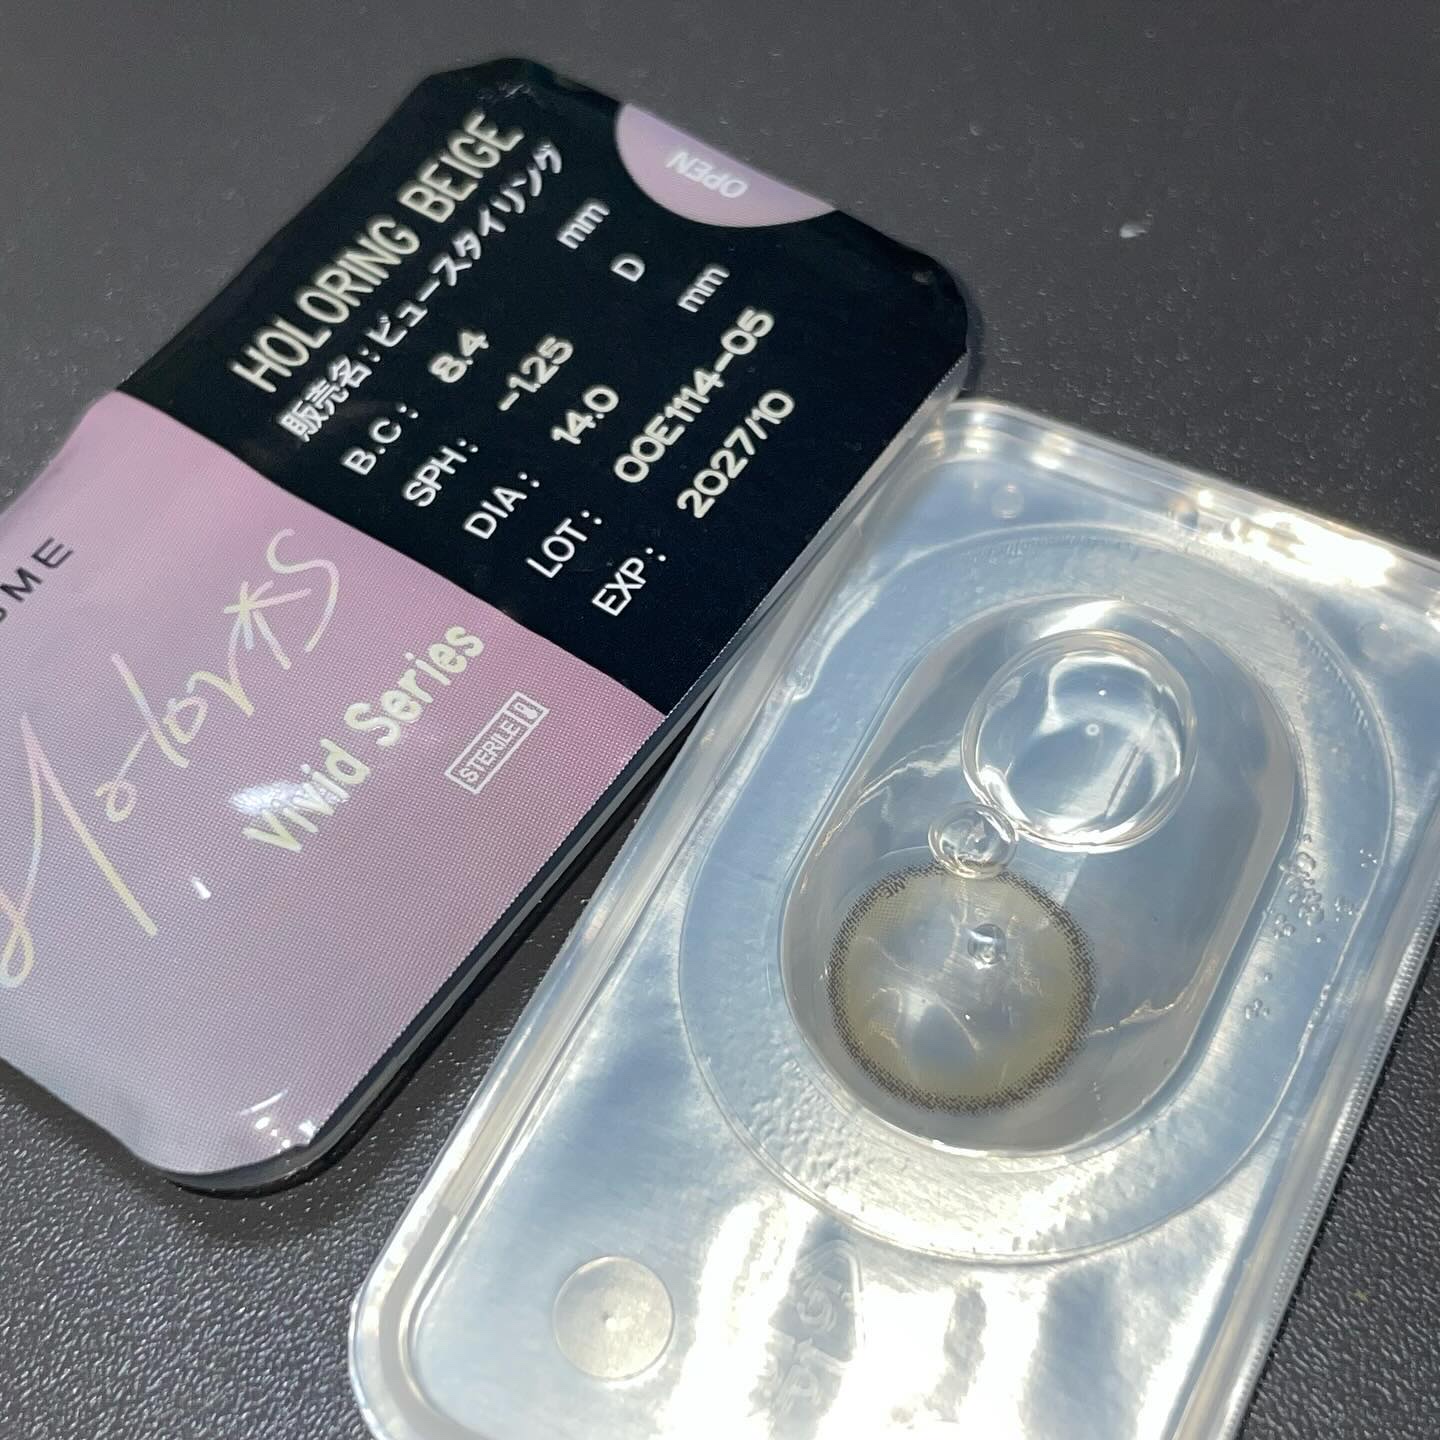 OPEN
HOLORING BEIGE
販売名:ビュースタイリング
B.C: 8.4 mm
SPH: -1.25 D
DIA: 14.0 mm
LOT: 00E1114-05
EXP: 2027/10
Vivid Series
STERILE